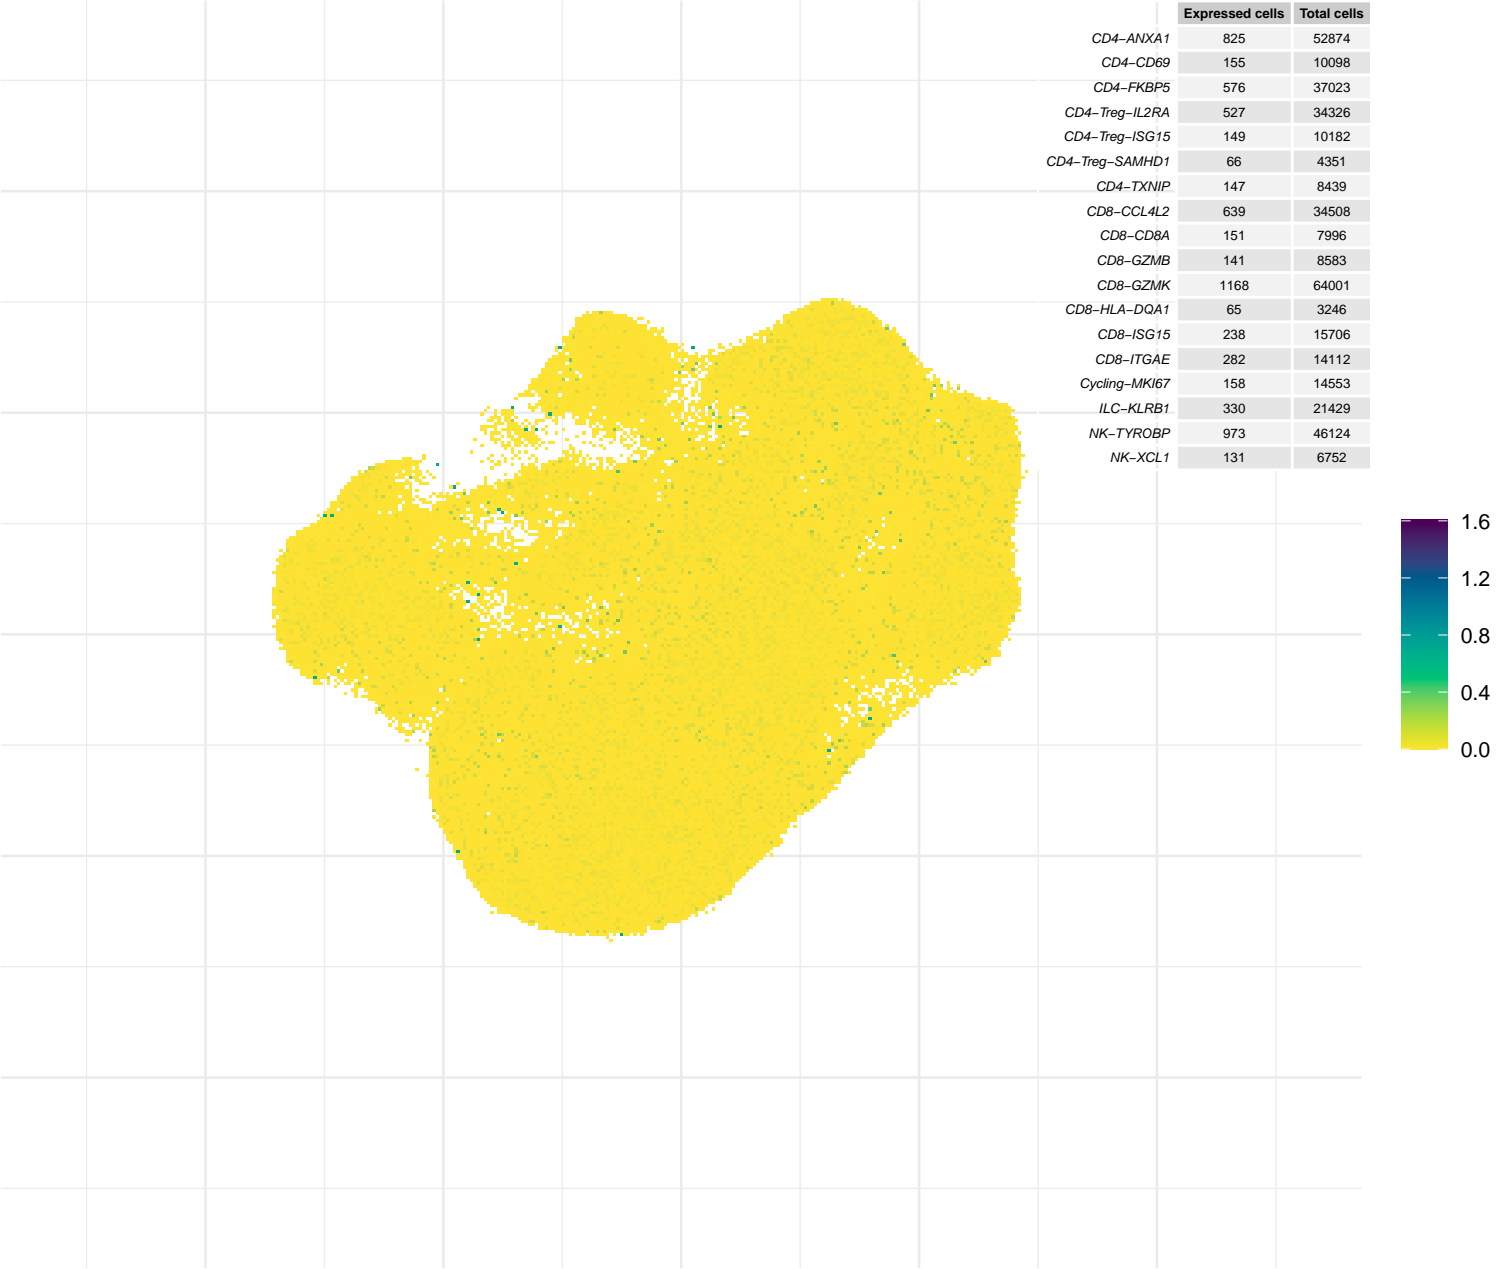 Expressed cells Total cells
CD4−ANXA1 825 52874
CD4−CD69 155 10098
CD4−FKBP5 576 37023
CD4−Treg−IL2RA 527 34326
CD4−Treg−ISG15 149 10182
CD4−Treg−SAMHD1 66 4351
CD4−TXNIP 147 8439
CD8−CCL4L2 639 34508
CD8−CD8A 151 7996
CD8−GZMB 141 8583
CD8−GZMK 1168 64001
CD8−HLA−DQA1 65 3246
CD8−ISG15 238 15706
CD8−ITGAE 282 14112
Cycling−MKI67 158 14553
ILC−KLRB1 330 21429
NK−TYROBP 973 46124
NK−XCL1 131 6752
1.6
1.2
0.8
0.4
0.0